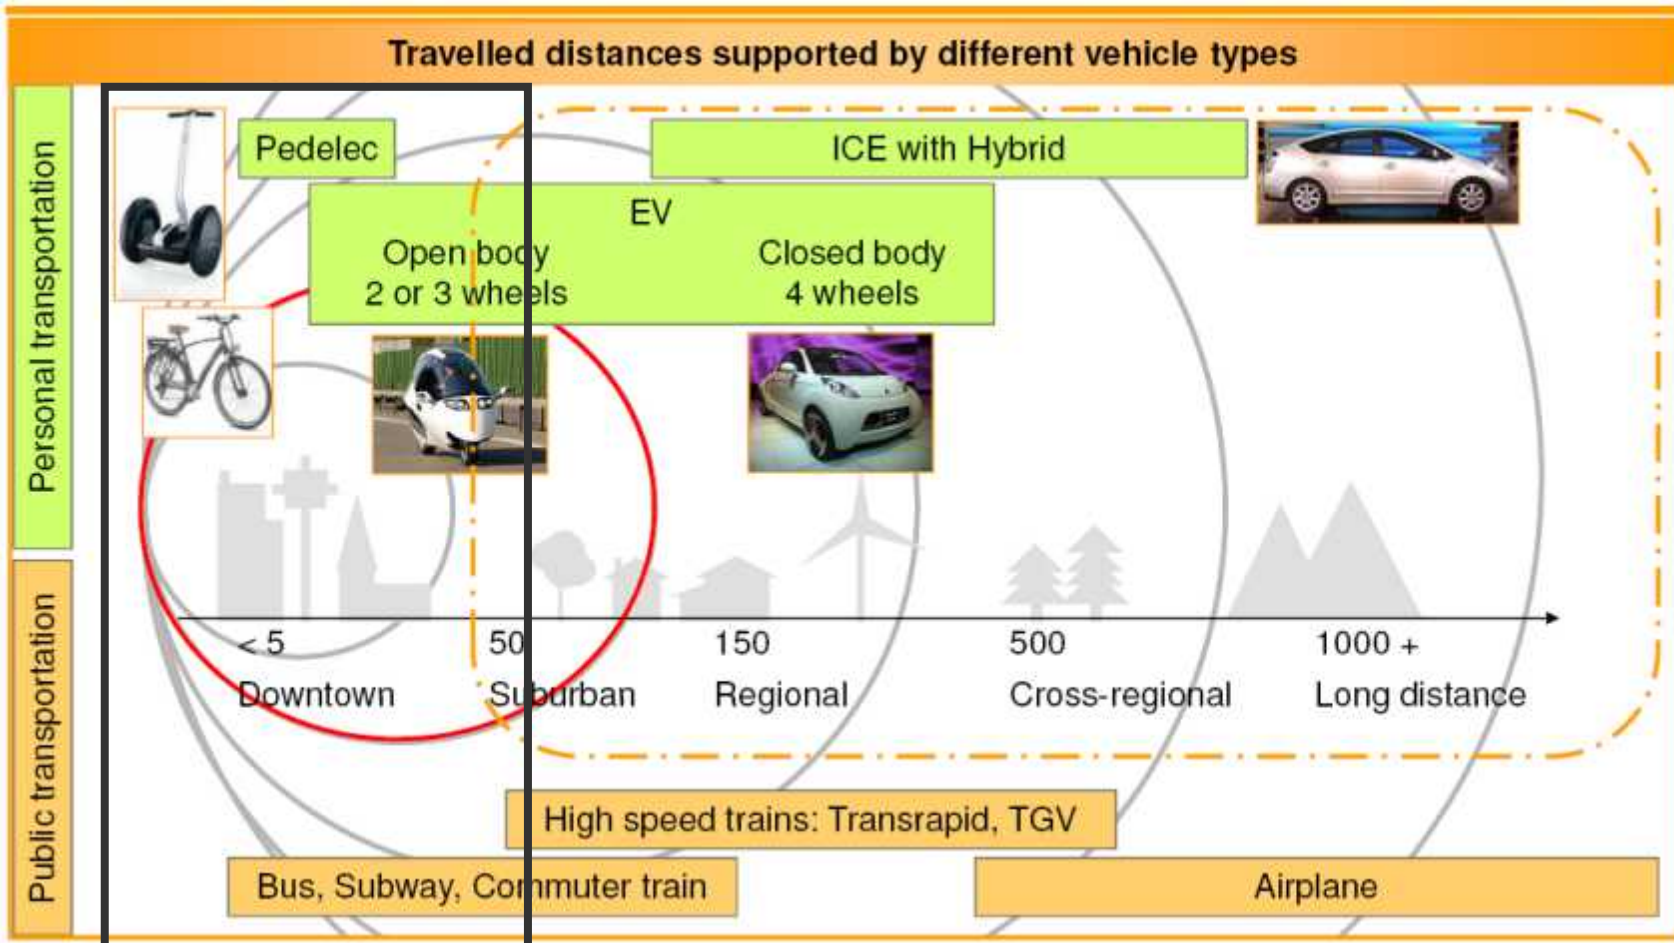 Travelled distances supported by different vehicle types
Personal transportation
Pedelec
ICE with Hybrid
EV
Open body
2 or 3 wheels
Closed body
4 wheels
< 5
50
150
500
1000 +
Downtown
Suburban
Regional
Cross-regional
Long distance
Public transportation
High speed trains: Transrapid, TGV
Bus, Subway, Commuter train
Airplane